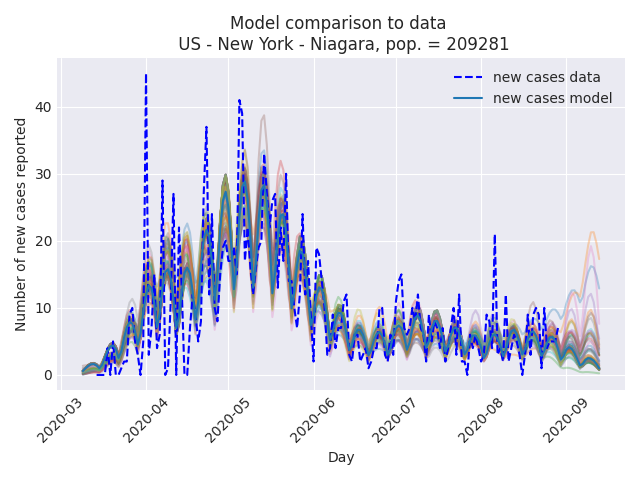 Model comparison to data
US - New York - Niagara, pop. = 209281
new cases data
new cases model
Number of new cases reported
40
30
20
10
0
2020-03
2020-04
2020-05
2020-06
2020-07
2020-08
2020-09
Day